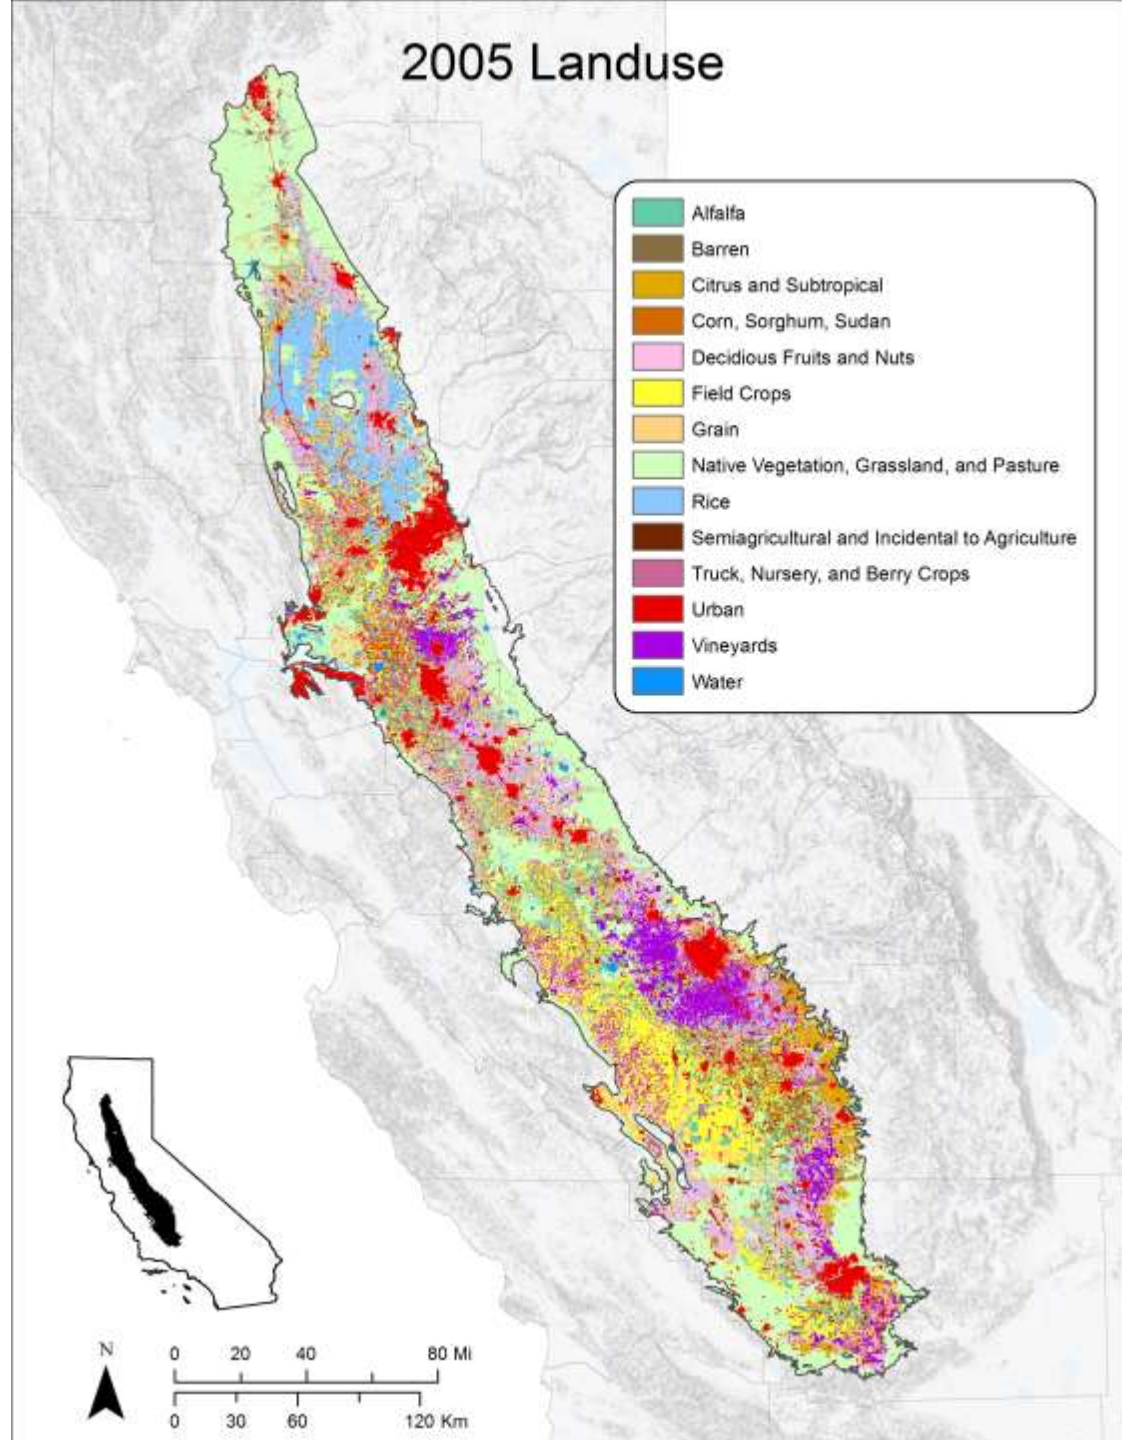 2005 Landuse
Alfalfa
Barren
Citrus and Subtropical
Corn, Sorghum, Sudan
Decidious Fruits and Nuts
Field Crops
Grain
Native Vegetation, Grassland, and Pasture
Rice
Semiagricultural and Incidental to Agriculture
Truck, Nursery, and Berry Crops
Urban
Vineyards
Water
N
0 20 40 80 Mi
0 30 60 120 Km